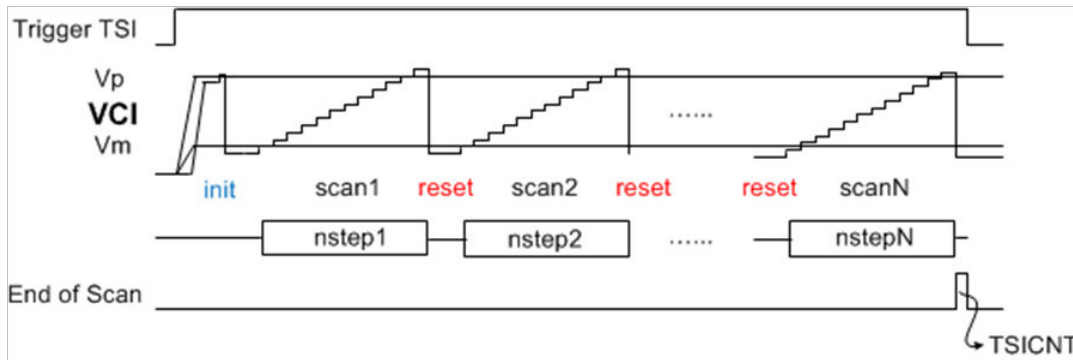 Trigger TSI
Vp
VCI
Vm
init scan1 reset scan2 reset reset scanN
nstep1 nstep2 ...... nstepN
......
End of Scan
TSICNT